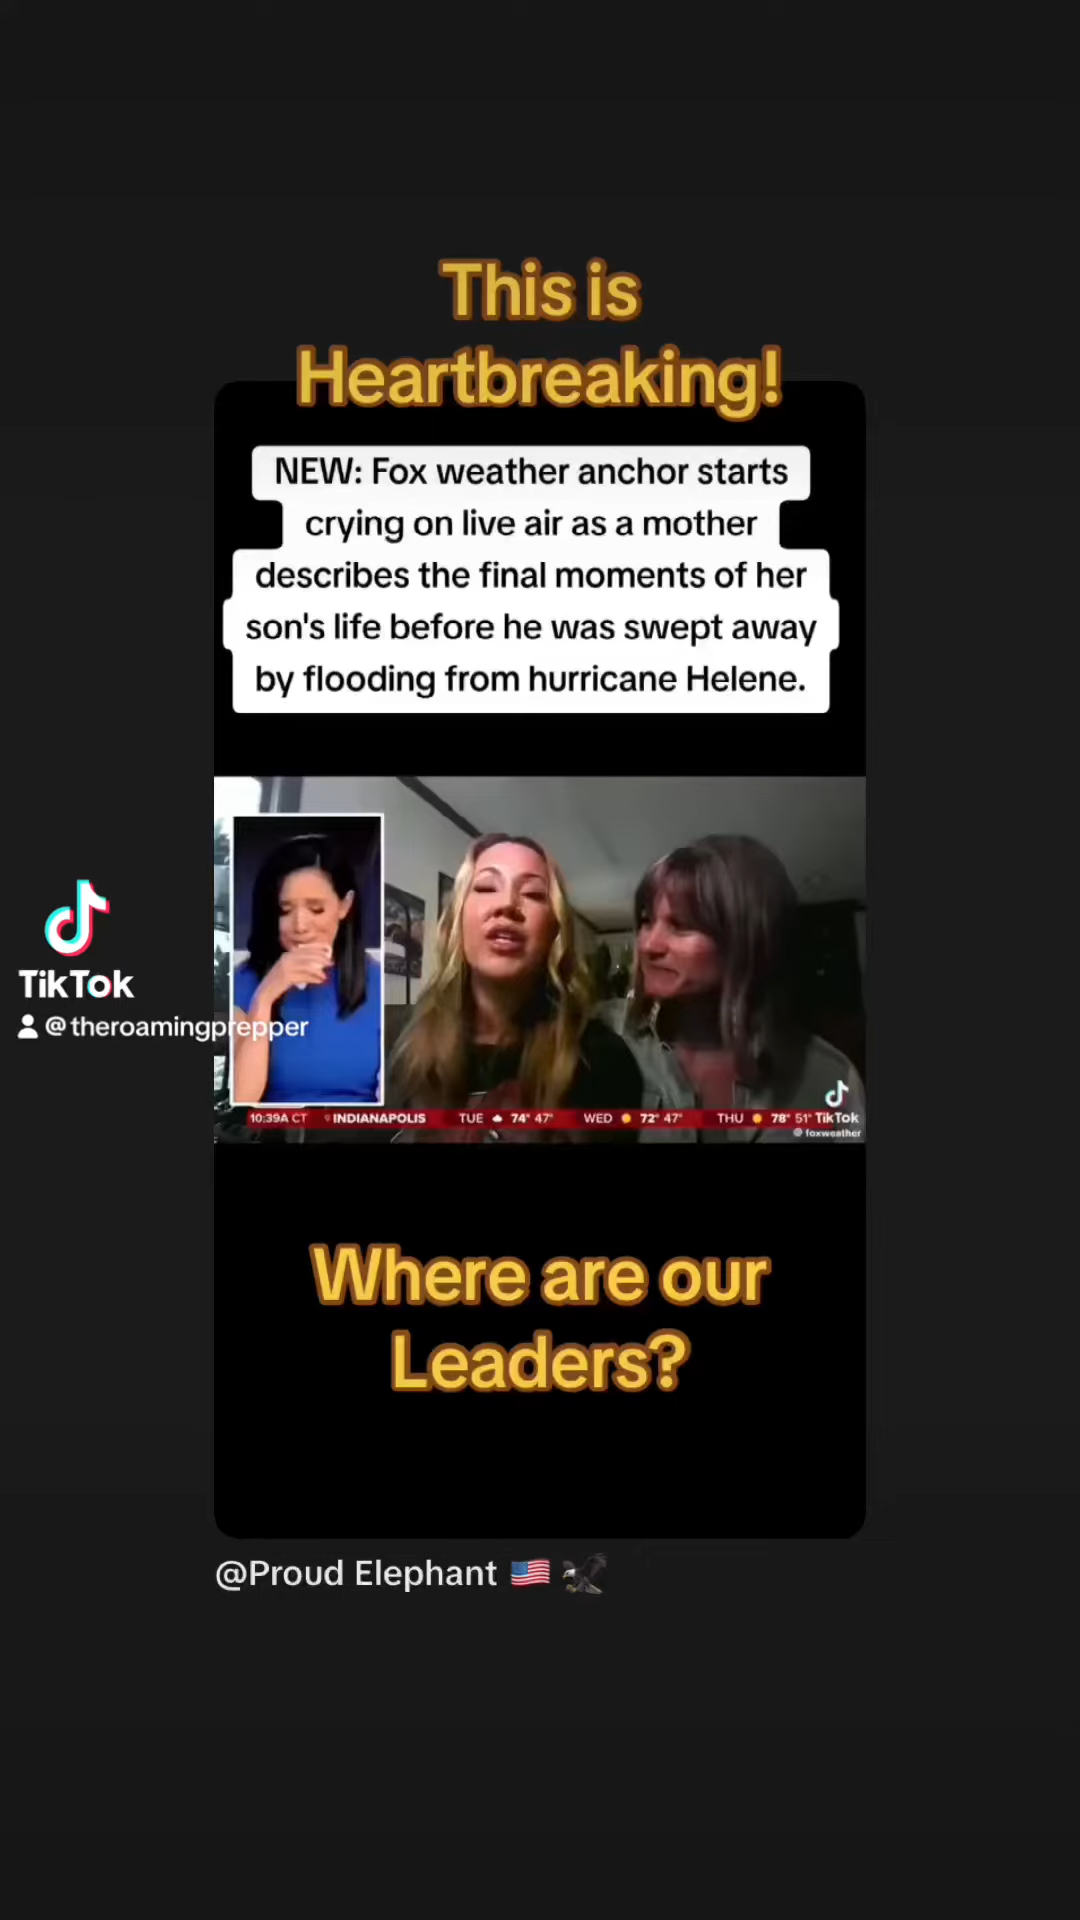 This is
Heartbreaking!
NEW: Fox weather anchor starts
crying on live air as a mother
describes the final moments of her
son's life before he was swept away
by flooding from hurricane Helene.
TikTok
@theroamingprepper
10:39A CT INDIANAPOLIS TUE 74° 47° WED 72° 47° THU 78° 51° TikTok
@foxweather
Where are our
Leaders?
@Proud Elephant 🇺🇸 🦅